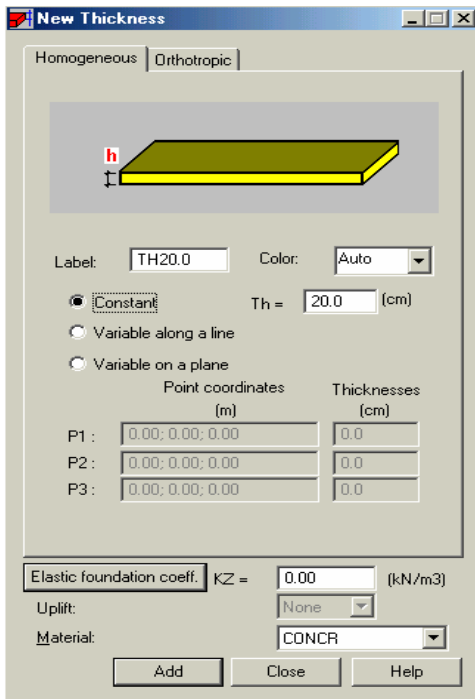 New Thickness
Homogeneous Orthotropic
h
Label: TH20.0 Color: Auto
Constant Th = 20.0 (cm)
Variable along a line
Variable on a plane
Point coordinates Thicknesses
(m) (cm)
P1 : 0.00; 0.00; 0.00 0.0
P2 : 0.00; 0.00; 0.00 0.0
P3 : 0.00; 0.00; 0.00 0.0
Elastic foundation coeff. KZ = 0.00 (kN/m3)
Uplift: None
Material: CONCR
Add Close Help